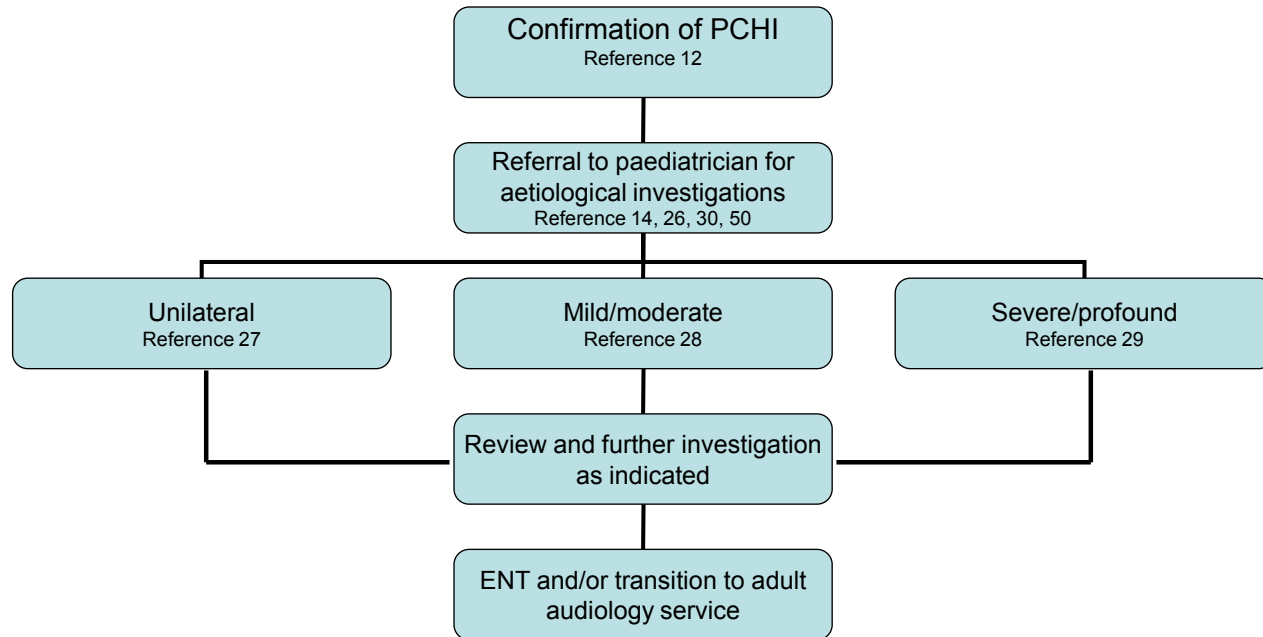 Confirmation of PCHI
Reference 12
Referral to paediatrician for
aetiological investigations
Reference 14, 26, 30, 50
Unilateral
Reference 27
Mild/moderate
Reference 28
Severe/profound
Reference 29
Review and further investigation
as indicated
ENT and/or transition to adult
audiology service